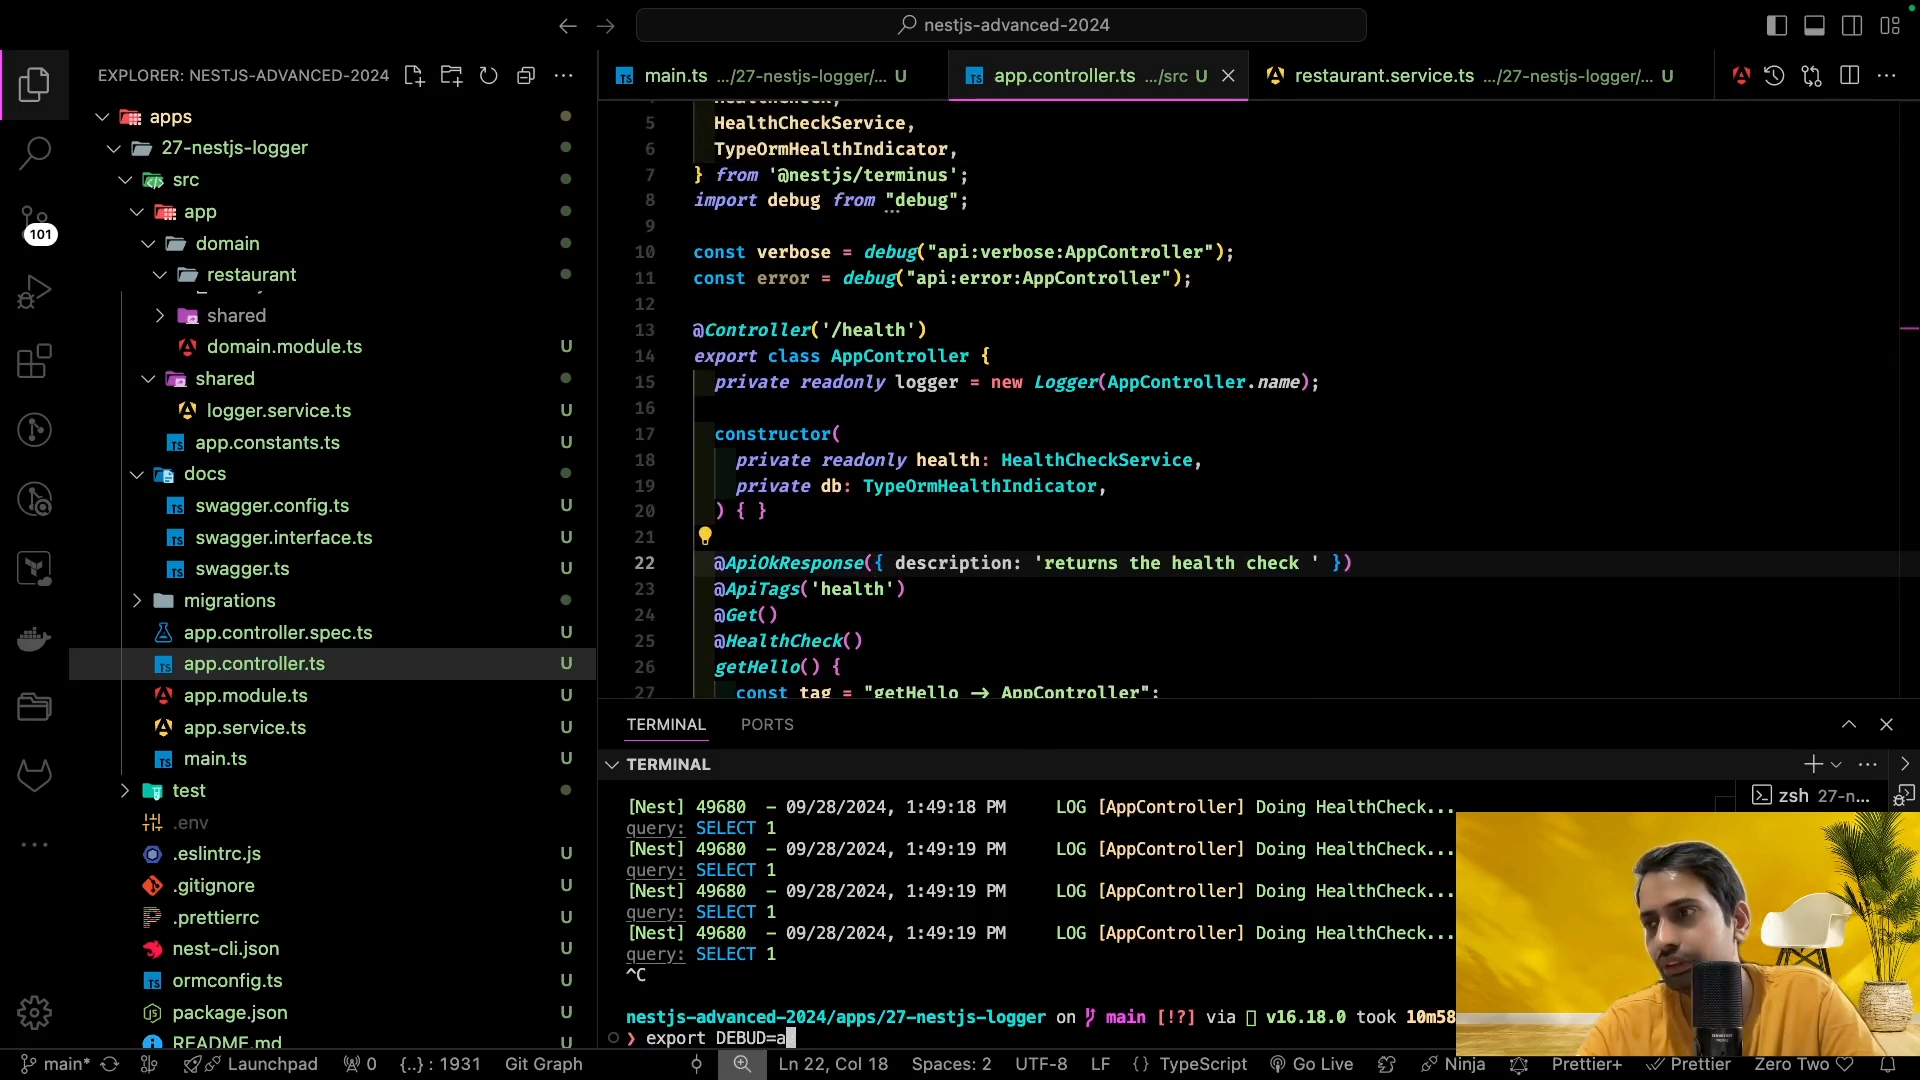 nestjs-advanced-2024
EXPLORER: NESTJS-ADVANCED-2024
apps
27-nestjs-logger
src
app
domain
restaurant
shared
domain.module.ts U
shared
logger.service.ts U
app.constants.ts U
docs
swagger.config.ts U
swagger.interface.ts U
swagger.ts U
migrations
app.controller.spec.ts U
app.controller.ts U
app.module.ts U
app.service.ts U
main.ts U
test
.env
.eslintrc.js U
.gitignore U
.prettierrc U
nest-cli.json U
ormconfig.ts U
package.json U
README.md U
101
main.ts .../27-nestjs-logger/... U
app.controller.ts .../src U
restaurant.service.ts .../27-nestjs-logger/... U
HealthCheck,
5 HealthCheckService,
6 TypeOrmHealthIndicator,
7 } from '@nestjs/terminus';
8 import debug from "debug";
9
10 const verbose = debug("api:verbose:AppController");
11 const error = debug("api:error:AppController");
12
13 @Controller('/health')
14 export class AppController {
15 private readonly logger = new Logger(AppController.name);
16
17 constructor(
18 private readonly health: HealthCheckService,
19 private db: TypeOrmHealthIndicator,
20 ) { }
21
22 @ApiOkResponse({ description: 'returns the health check ' })
23 @ApiTags('health')
24 @Get()
25 @HealthCheck()
26 getHello() {
27 const tag = "getHello -> AppController";
TERMINAL PORTS
TERMINAL
zsh 27-n...
[Nest] 49680 - 09/28/2024, 1:49:18 PM LOG [AppController] Doing HealthCheck...
query: SELECT 1
[Nest] 49680 - 09/28/2024, 1:49:19 PM LOG [AppController] Doing HealthCheck...
query: SELECT 1
[Nest] 49680 - 09/28/2024, 1:49:19 PM LOG [AppController] Doing HealthCheck...
query: SELECT 1
[Nest] 49680 - 09/28/2024, 1:49:19 PM LOG [AppController] Doing HealthCheck...
query: SELECT 1
^C
nestjs-advanced-2024/apps/27-nestjs-logger on main [!?] via v16.18.0 took 10m58
❯ export DEBUD=a
main* Launchpad 0 {..} : 1931 Git Graph Ln 22, Col 18 Spaces: 2 UTF-8 LF {} TypeScript Go Live Ninja Prettier+ Prettier Zero Two